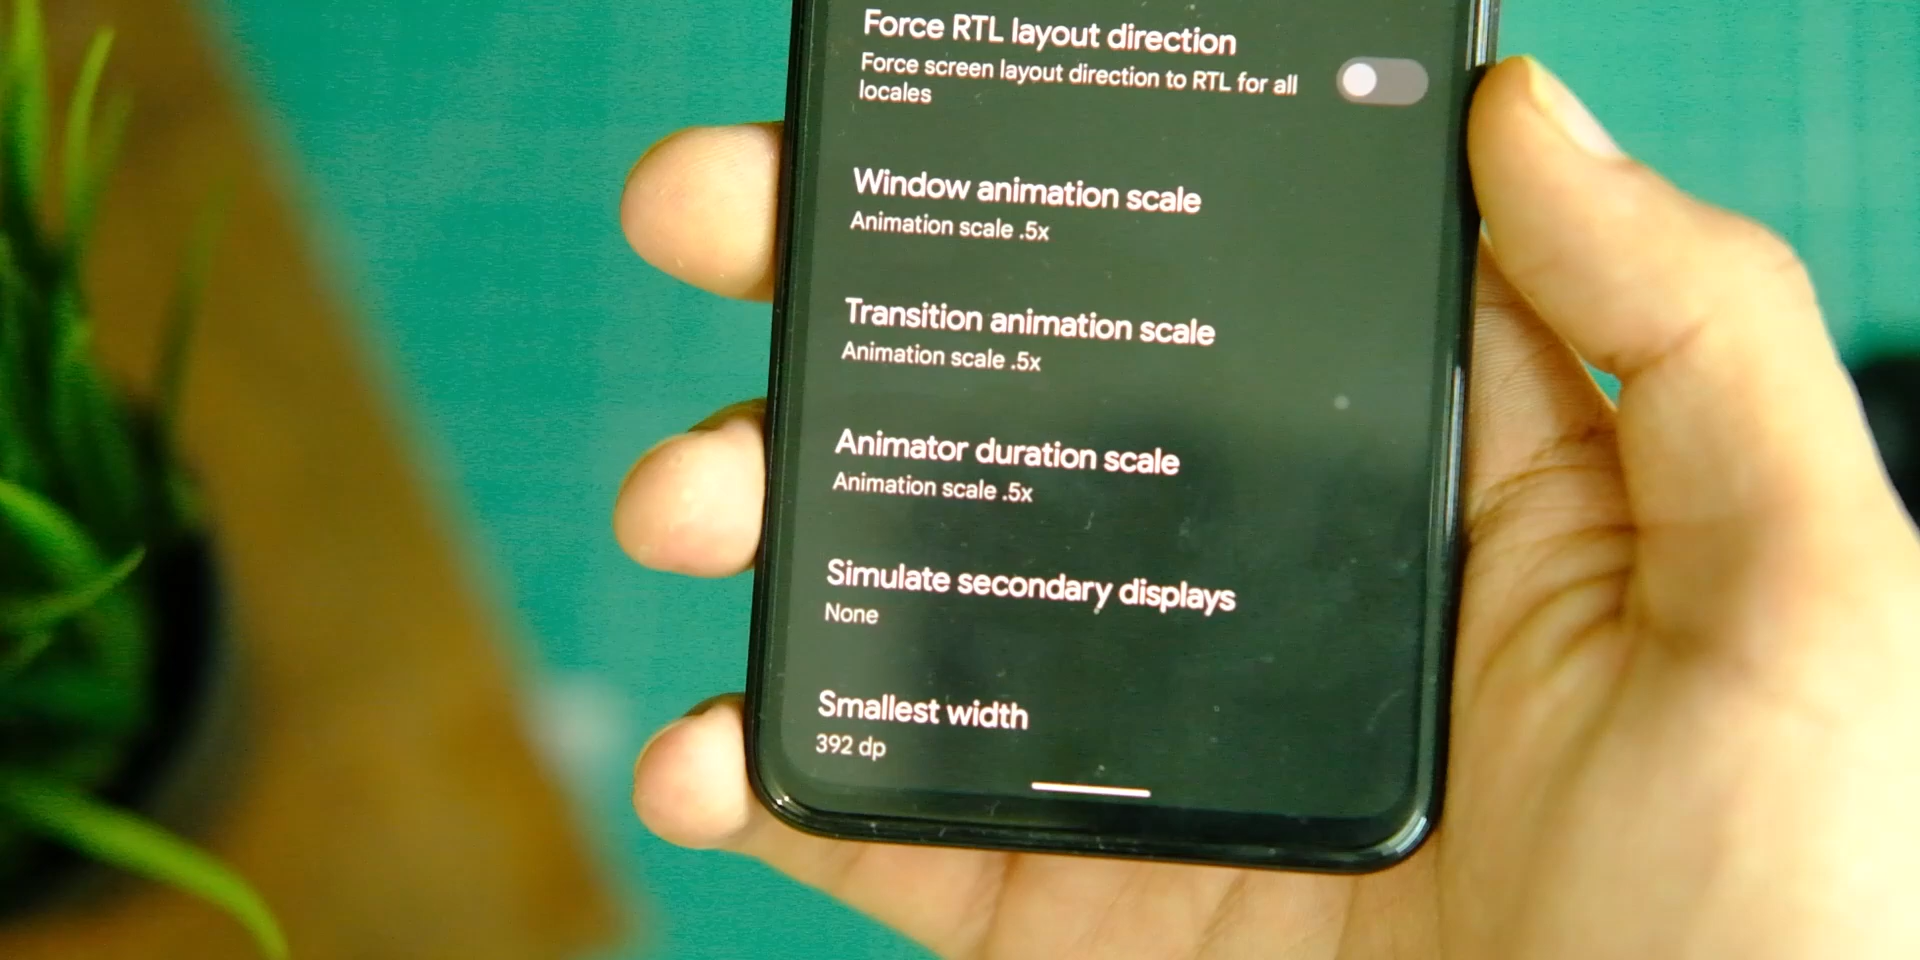 Force RTL layout direction
Force screen layout direction to RTL for all
locales
Window animation scale
Animation scale .5x
Transition animation scale
Animation scale .5x
Animator duration scale
Animation scale .5x
Simulate secondary displays
None
Smallest width
392 dp